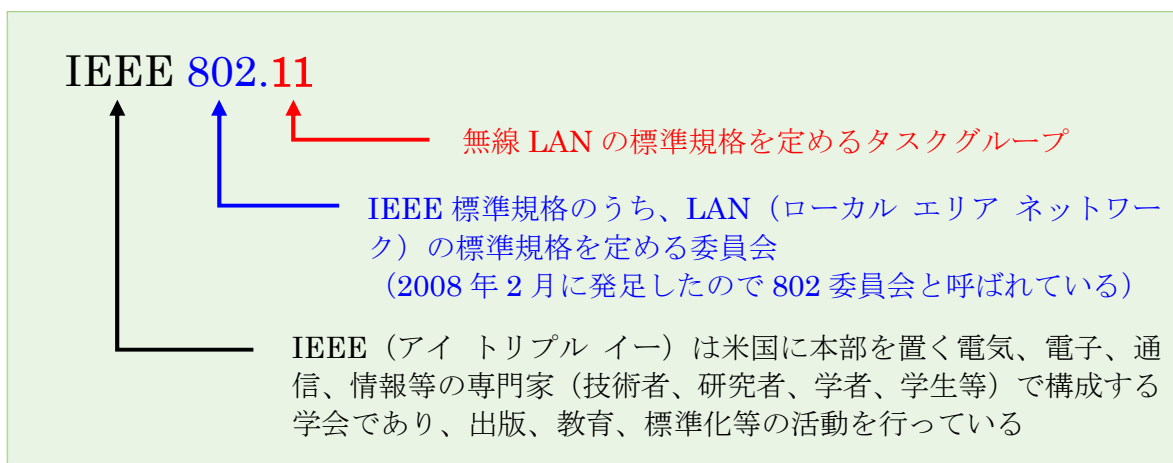 IEEE 802.11
無線 LAN の標準規格を定めるタスクグループ
IEEE 標準規格のうち、LAN（ローカル エリア ネットワー
ク）の標準規格を定める委員会
（2008 年 2 月に発足したので 802 委員会と呼ばれている）
IEEE（アイ トリプル イー）は米国に本部を置く電気、電子、通
信、情報等の専門家（技術者、研究者、学者、学生等）で構成する
学会であり、出版、教育、標準化等の活動を行っている